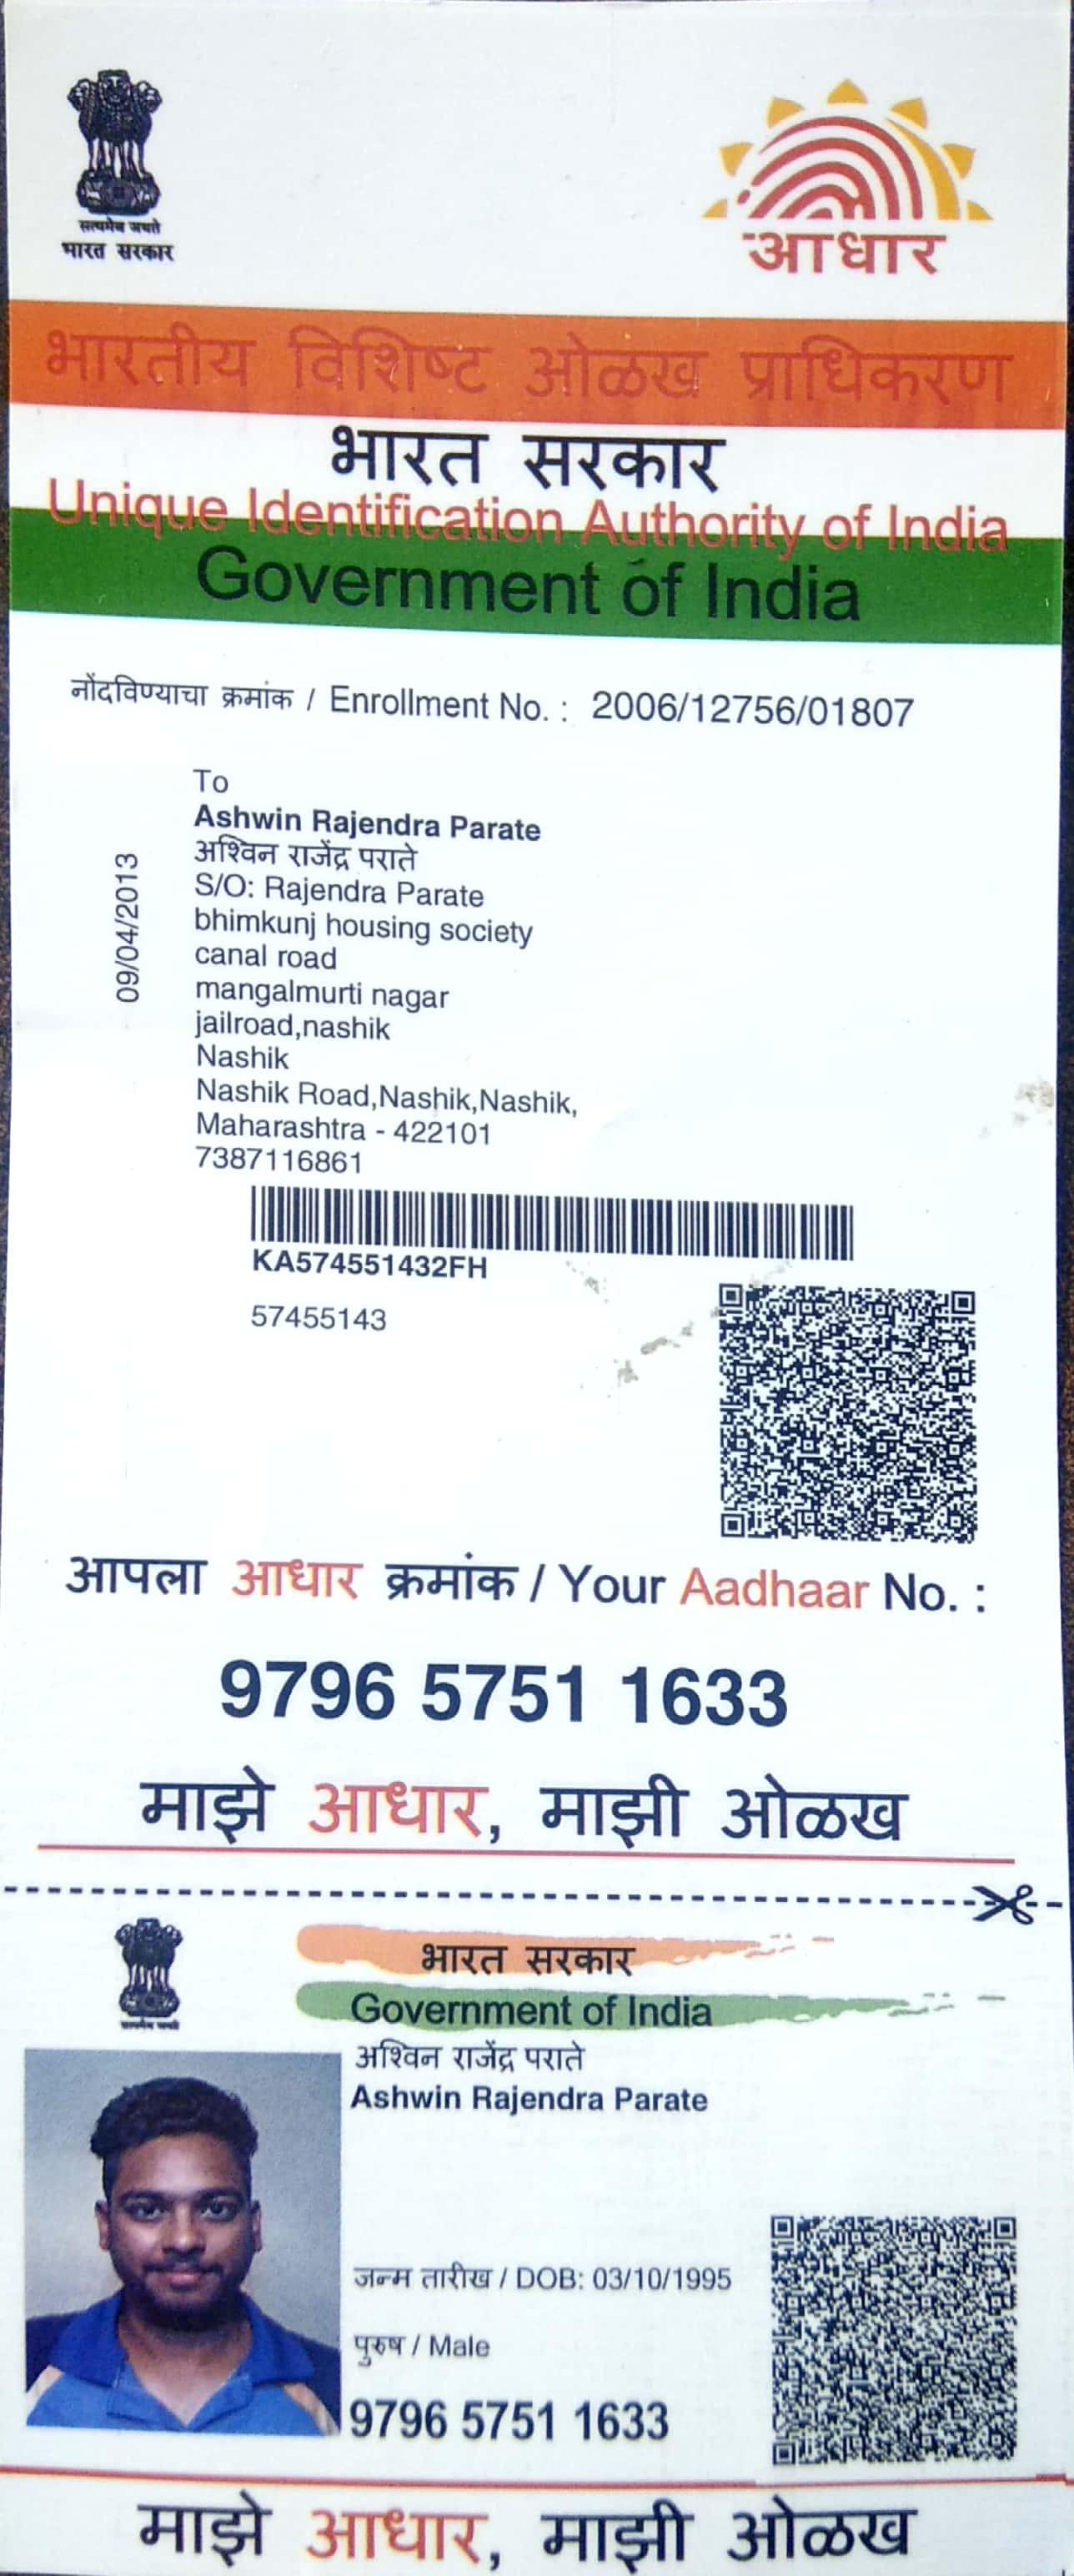 सत्यमेव जयते
भारत सरकार
आधार
भारतीय विशिष्ट ओळख प्राधिकरण
भारत सरकार
Unique Identification Authority of India
Government of India
नोंदविण्याचा क्रमांक / Enrollment No. : 2006/12756/01807
09/04/2013
To
Ashwin Rajendra Parate
अश्विन राजेंद्र पराते
S/O: Rajendra Parate
bhimkunj housing society
canal road
mangalmurti nagar
jailroad,nashik
Nashik
Nashik Road,Nashik,Nashik,
Maharashtra - 422101
7387116861
KA574551432FH
57455143
आपला आधार क्रमांक / Your Aadhaar No. :
9796 5751 1633
माझे आधार, माझी ओळख
भारत सरकार
Government of India
अश्विन राजेंद्र पराते
Ashwin Rajendra Parate
जन्म तारीख / DOB: 03/10/1995
पुरुष / Male
9796 5751 1633
माझे आधार, माझी ओळख